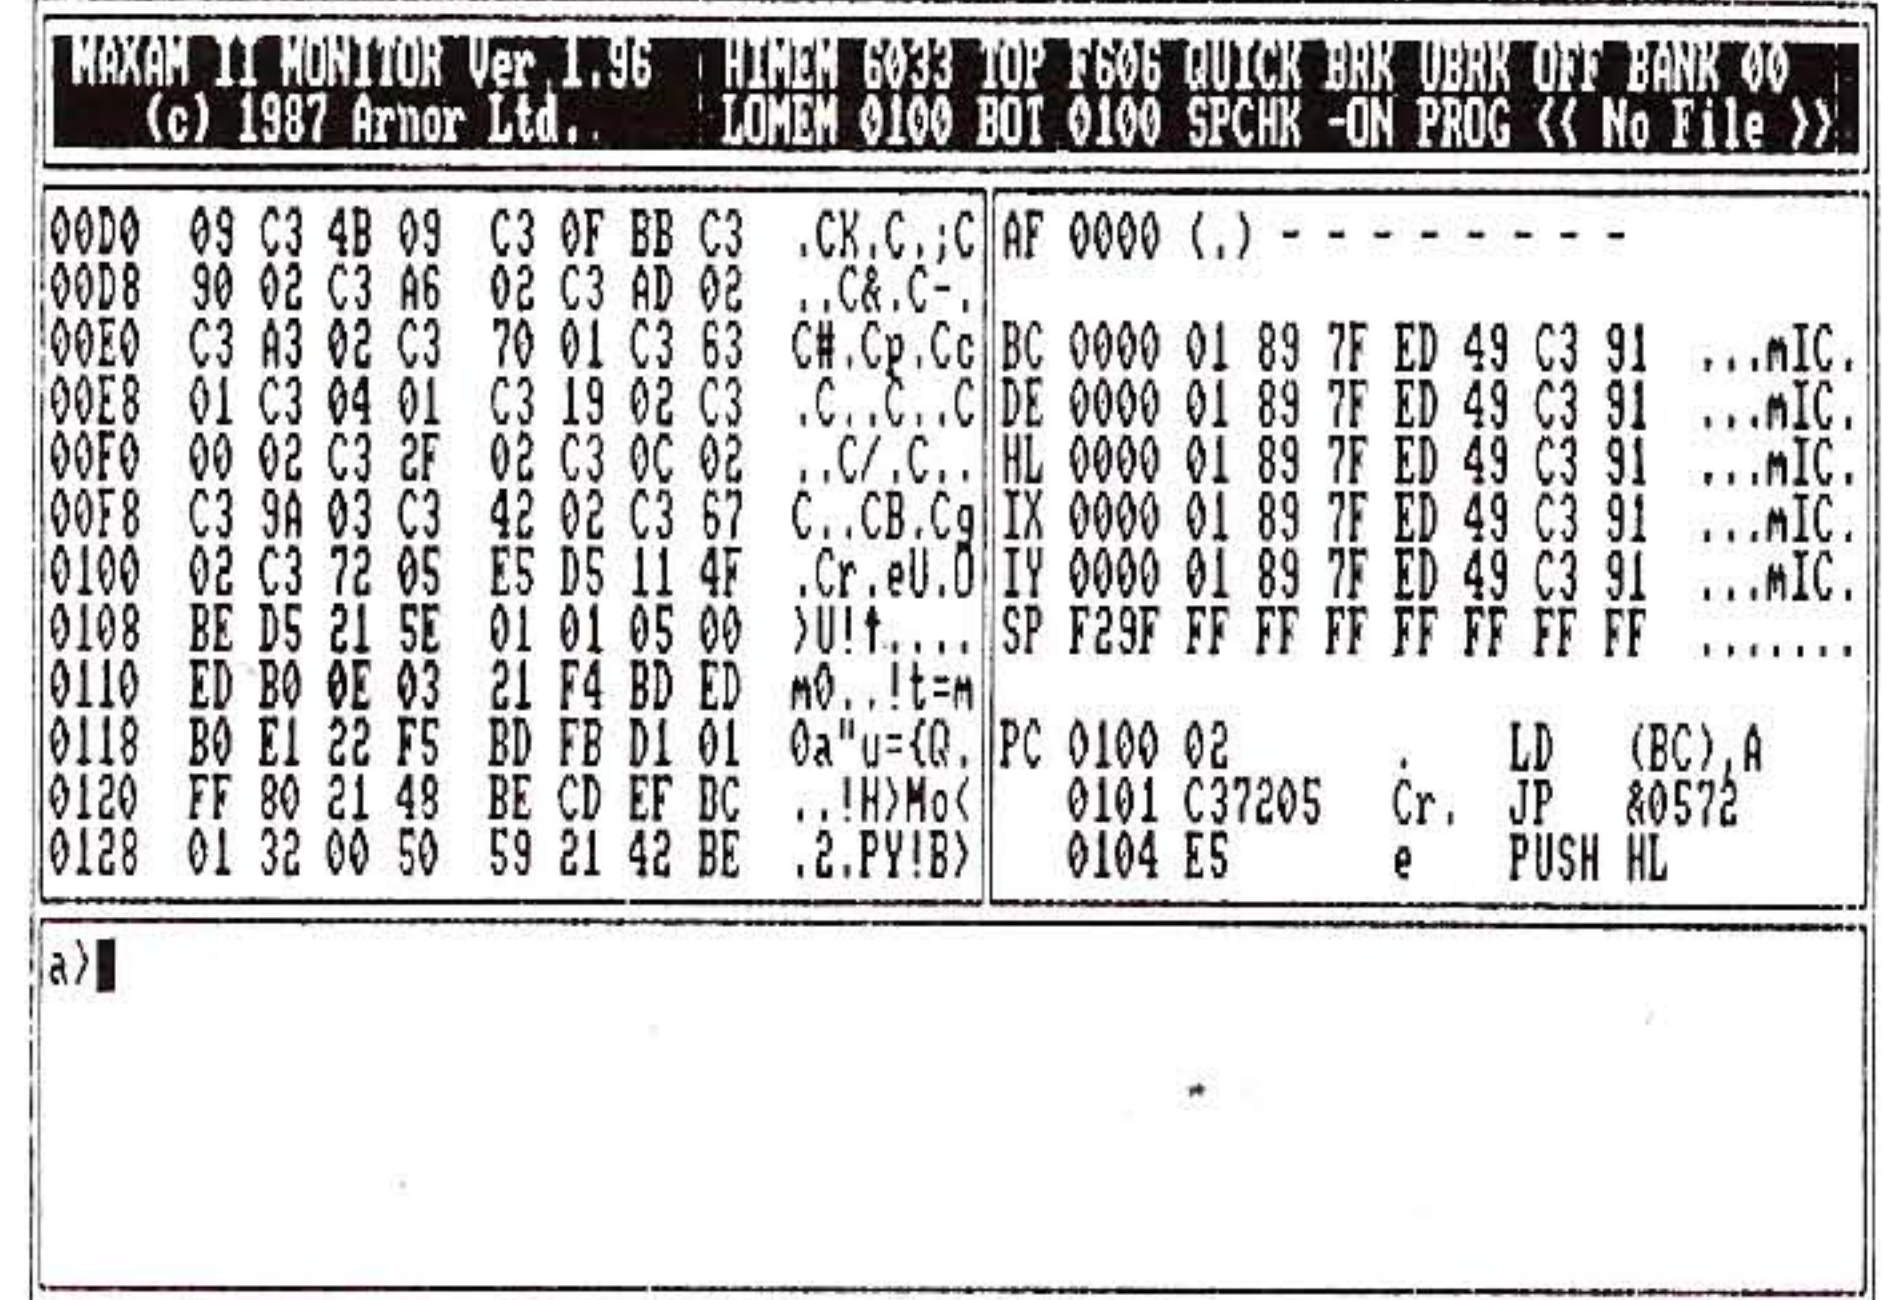 MAXAM II MONITOR Ver 1.96 HIMEM 6033 TOP F606 QUICK BRK UBRK OFF BANK 00
(c) 1987 Arnor Ltd.. LOMEM 0100 BOT 0100 SPCHK -ON PROG << No File >>
00D0 09 C3 4B 09 C3 0F BB C3 .CK.C.;C
00D8 90 02 C3 A6 02 C3 AD 02 ..C&.C-.
00E0 C3 A3 02 C3 70 01 C3 63 C#.Cp.Cc
00E8 01 C3 04 01 C3 19 02 C3 .C..C..C
00F0 00 02 C3 2F 02 C3 0C 02 ..C/.C..
00F8 C3 9A 03 C3 42 02 C3 67 C..CB.Cg
0100 02 C3 72 05 E5 D5 11 4F .Cr.eU.O
0108 BE D5 21 5E 01 01 05 00 >U!↑....
0110 ED B0 0E 03 21 F4 BD ED m0..!t=m
0118 B0 E1 22 F5 BD FB D1 01 0a"u={Q.
0120 FF 80 21 48 BE CD EF BC ..!H>Mo<
0128 01 32 00 50 59 21 42 BE .2.PY!B>
AF 0000 (.) - - - - - - - -
BC 0000 01 89 7F ED 49 C3 91 ...mIC.
DE 0000 01 89 7F ED 49 C3 91 ...mIC.
HL 0000 01 89 7F ED 49 C3 91 ...mIC.
IX 0000 01 89 7F ED 49 C3 91 ...mIC.
IY 0000 01 89 7F ED 49 C3 91 ...mIC.
SP F29F FF FF FF FF FF FF FF .......
PC 0100 02 . LD (BC),A
0101 C37205 Cr. JP &0572
0104 E5 e PUSH HL
a>